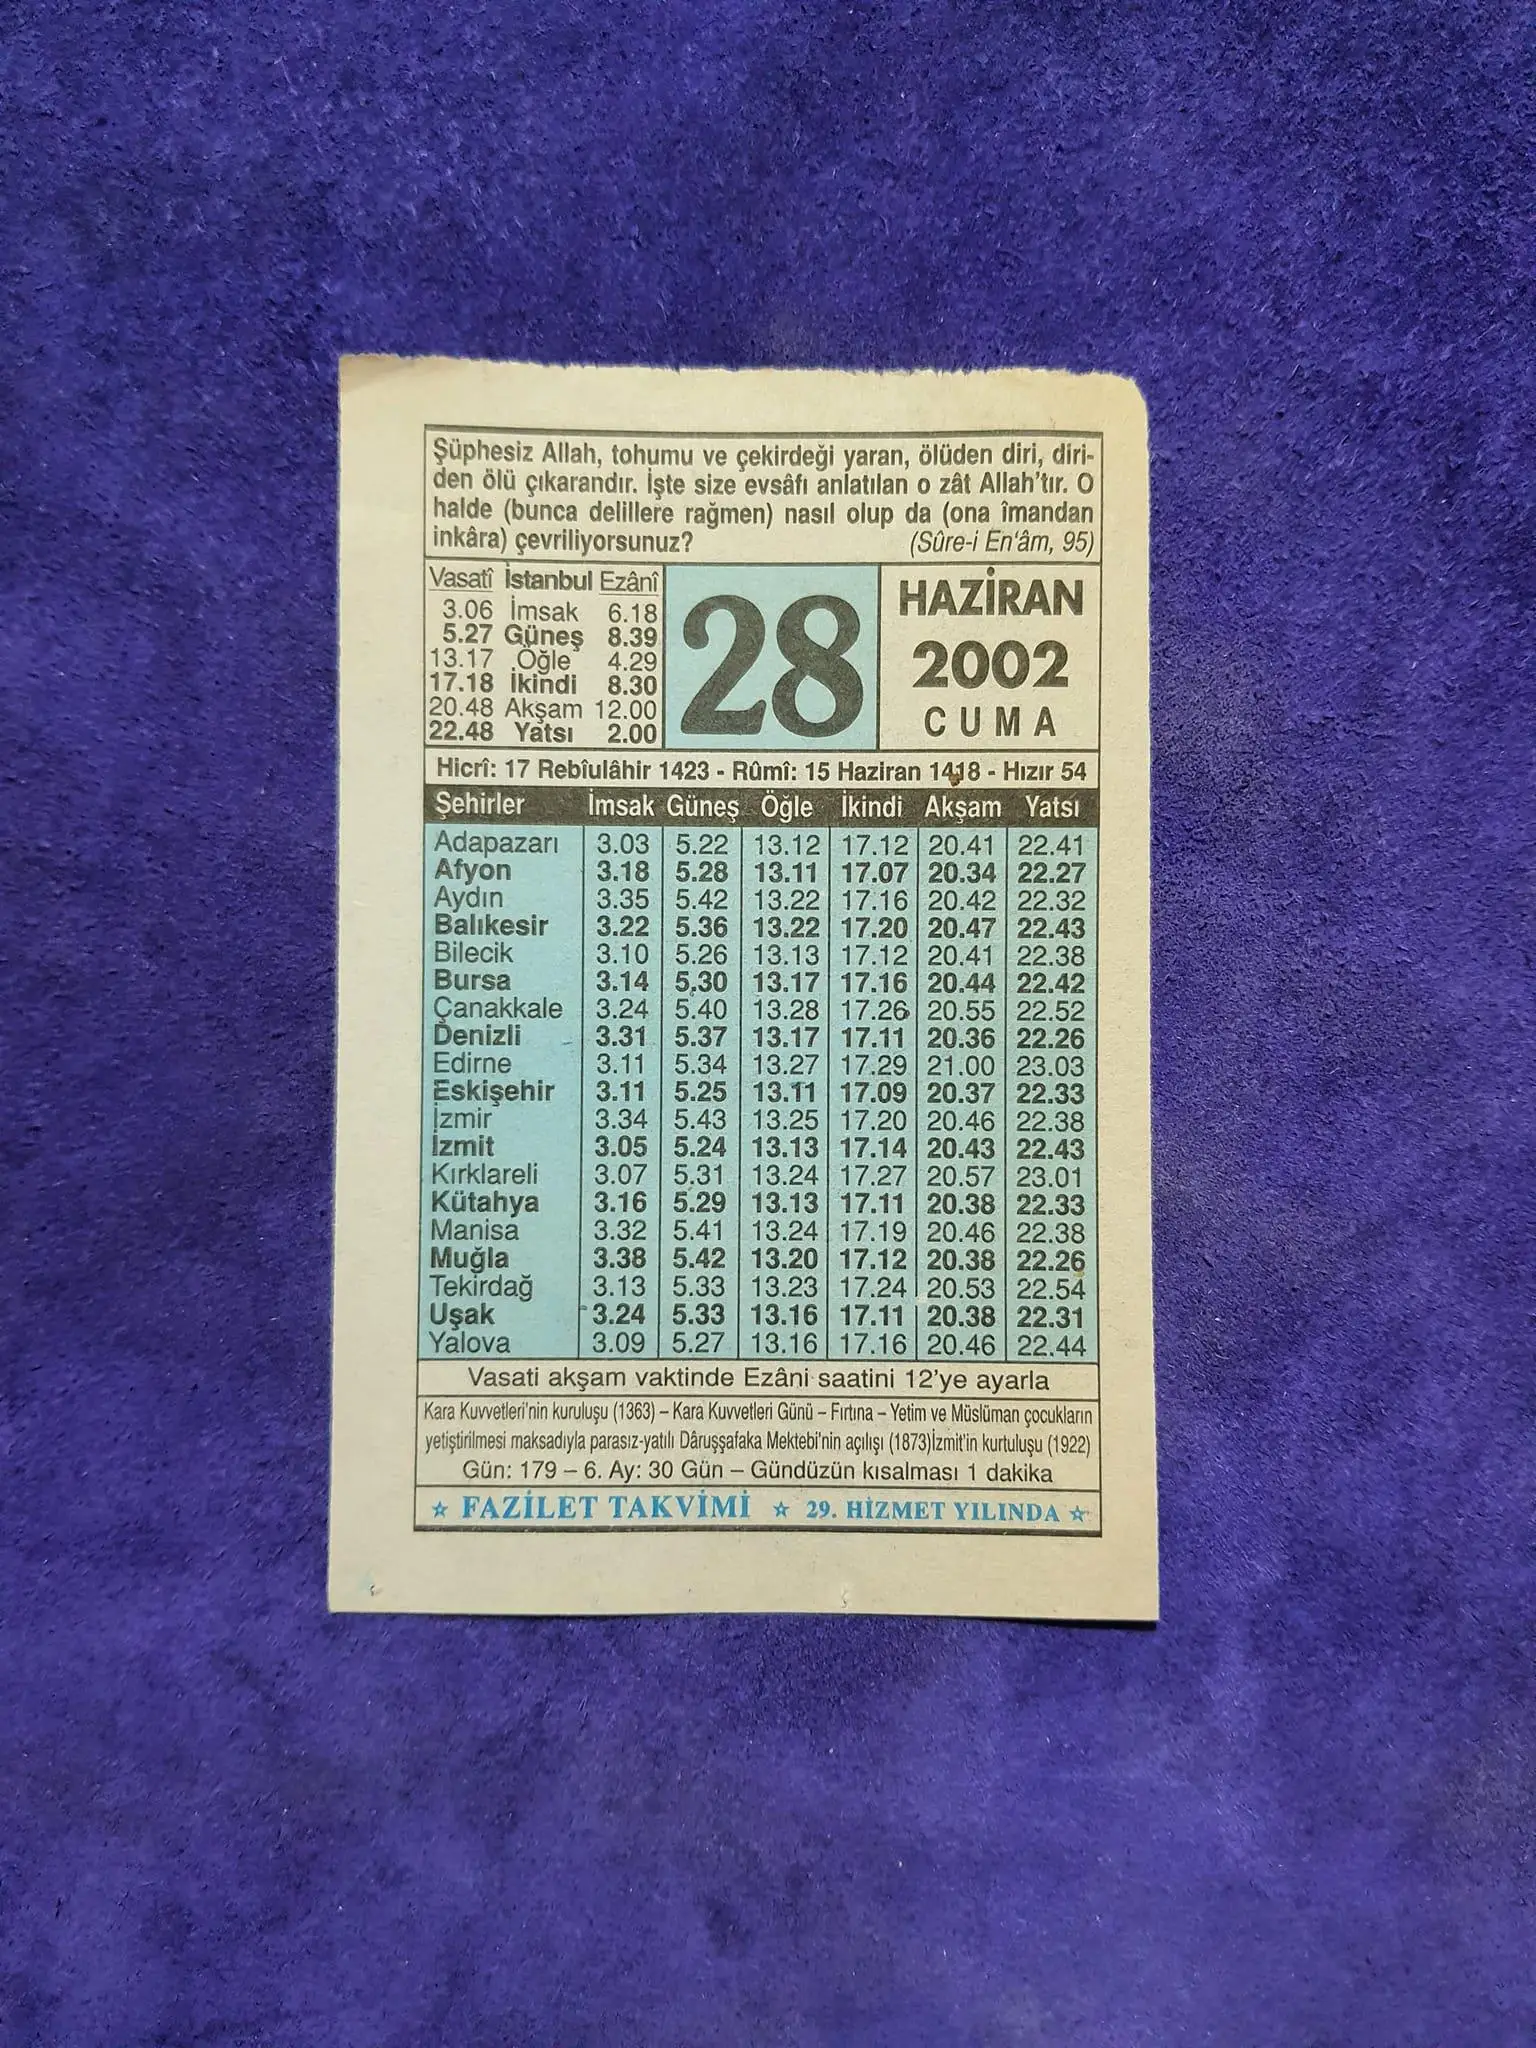 Şüphesiz Allah, tohumu ve çekirdeği yaran, ölüden diri, diri-
den ölü çıkarandır. İşte size evsâfı anlatılan o zât Allah'tır. O
halde (bunca delillere rağmen) nasıl olup da (ona îmandan
inkâra) çevriliyorsunuz? (Sûre-i En'âm, 95)
Vasatî İstanbul Ezânî
3.06 İmsak 6.18
5.27 Güneş 8.39
13.17 Öğle 4.29
17.18 İkindi 8.30
20.48 Akşam 12.00
22.48 Yatsı 2.00
28
HAZİRAN
2002
CUMA
Hicrî: 17 Rebîulâhir 1423 - Rûmî: 15 Haziran 1418 - Hızır 54
Şehirler İmsak Güneş Öğle İkindi Akşam Yatsı
Adapazarı 3.03 5.22 13.12 17.12 20.41 22.41
Afyon 3.18 5.28 13.11 17.07 20.34 22.27
Aydın 3.35 5.42 13.22 17.16 20.42 22.32
Balıkesir 3.22 5.36 13.22 17.20 20.47 22.43
Bilecik 3.10 5.26 13.13 17.12 20.41 22.38
Bursa 3.14 5.30 13.17 17.16 20.44 22.42
Çanakkale 3.24 5.40 13.28 17.26 20.55 22.52
Denizli 3.31 5.37 13.17 17.11 20.36 22.26
Edirne 3.11 5.34 13.27 17.29 21.00 23.03
Eskişehir 3.11 5.25 13.11 17.09 20.37 22.33
İzmir 3.34 5.43 13.25 17.20 20.46 22.38
İzmit 3.05 5.24 13.13 17.14 20.43 22.43
Kırklareli 3.07 5.31 13.24 17.27 20.57 23.01
Kütahya 3.16 5.29 13.13 17.11 20.38 22.33
Manisa 3.32 5.41 13.24 17.19 20.46 22.38
Muğla 3.38 5.42 13.20 17.12 20.38 22.26
Tekirdağ 3.13 5.33 13.23 17.24 20.53 22.54
Uşak 3.24 5.33 13.16 17.11 20.38 22.31
Yalova 3.09 5.27 13.16 17.16 20.46 22.44
Vasati akşam vaktinde Ezâni saatini 12'ye ayarla
Kara Kuvvetleri'nin kuruluşu (1363) – Kara Kuvvetleri Günü – Fırtına – Yetim ve Müslüman çocukların
yetiştirilmesi maksadıyla parasız-yatılı Dâruşşafaka Mektebi'nin açılışı (1873)İzmit'in kurtuluşu (1922)
Gün: 179 – 6. Ay: 30 Gün – Gündüzün kısalması 1 dakika
☆ FAZİLET TAKVİMİ ☆ 29. HİZMET YILINDA ☆